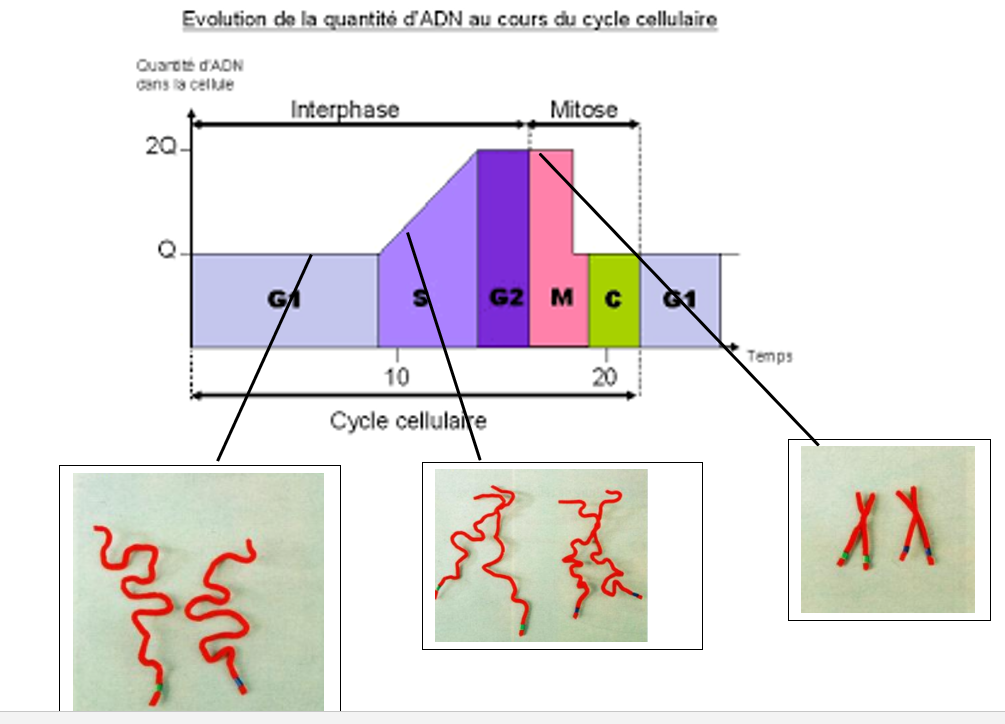 Evolution de la quantité d'ADN au cours du cycle cellulaire
Quantité d'ADN
dans la cellule
Interphase
Mitose
2Q
Q
G1
S
G2
M
C
G1
Temps
10
20
Cycle cellulaire